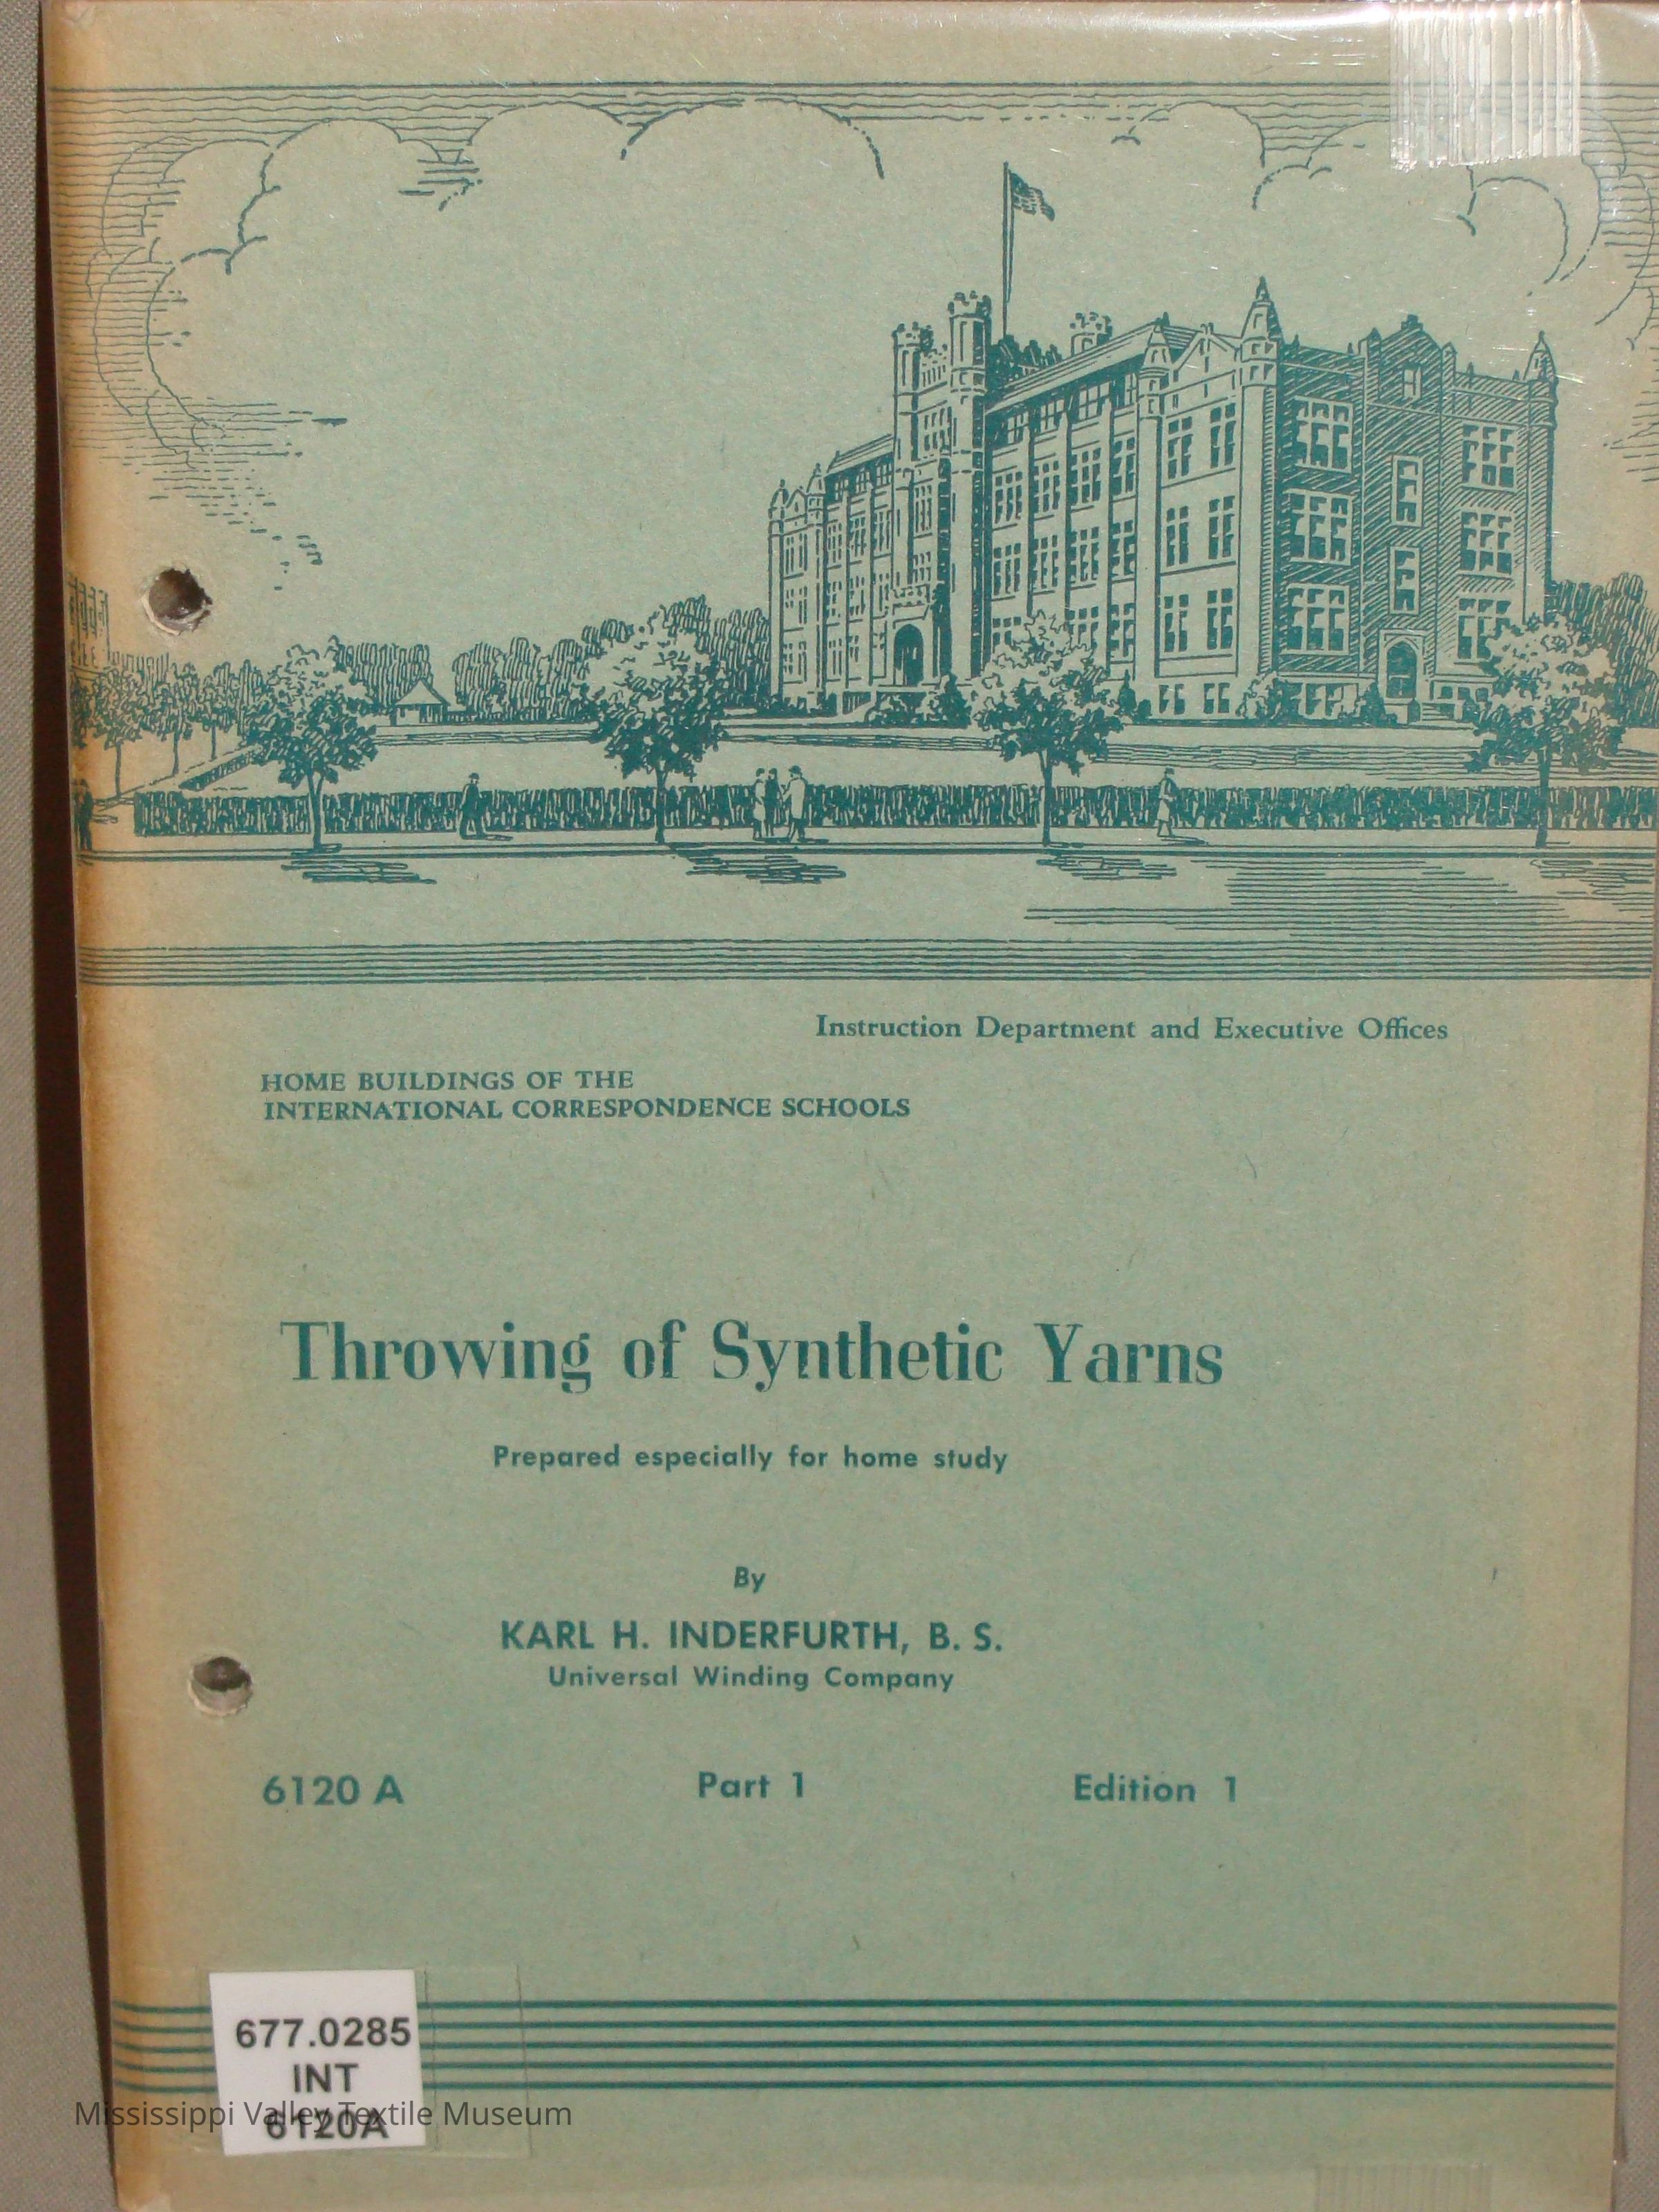 Instruction Department and Executive Offices
HOME BUILDINGS OF THE
INTERNATIONAL CORRESPONDENCE SCHOOLS
Throwing of Synthetic Yarns
Prepared especially for home study
By
KARL H. INDERFURTH, B. S.
Universal Winding Company
6120 A Part 1 Edition 1
677.0285
INT
6120A
Mississippi Valley Textile Museum